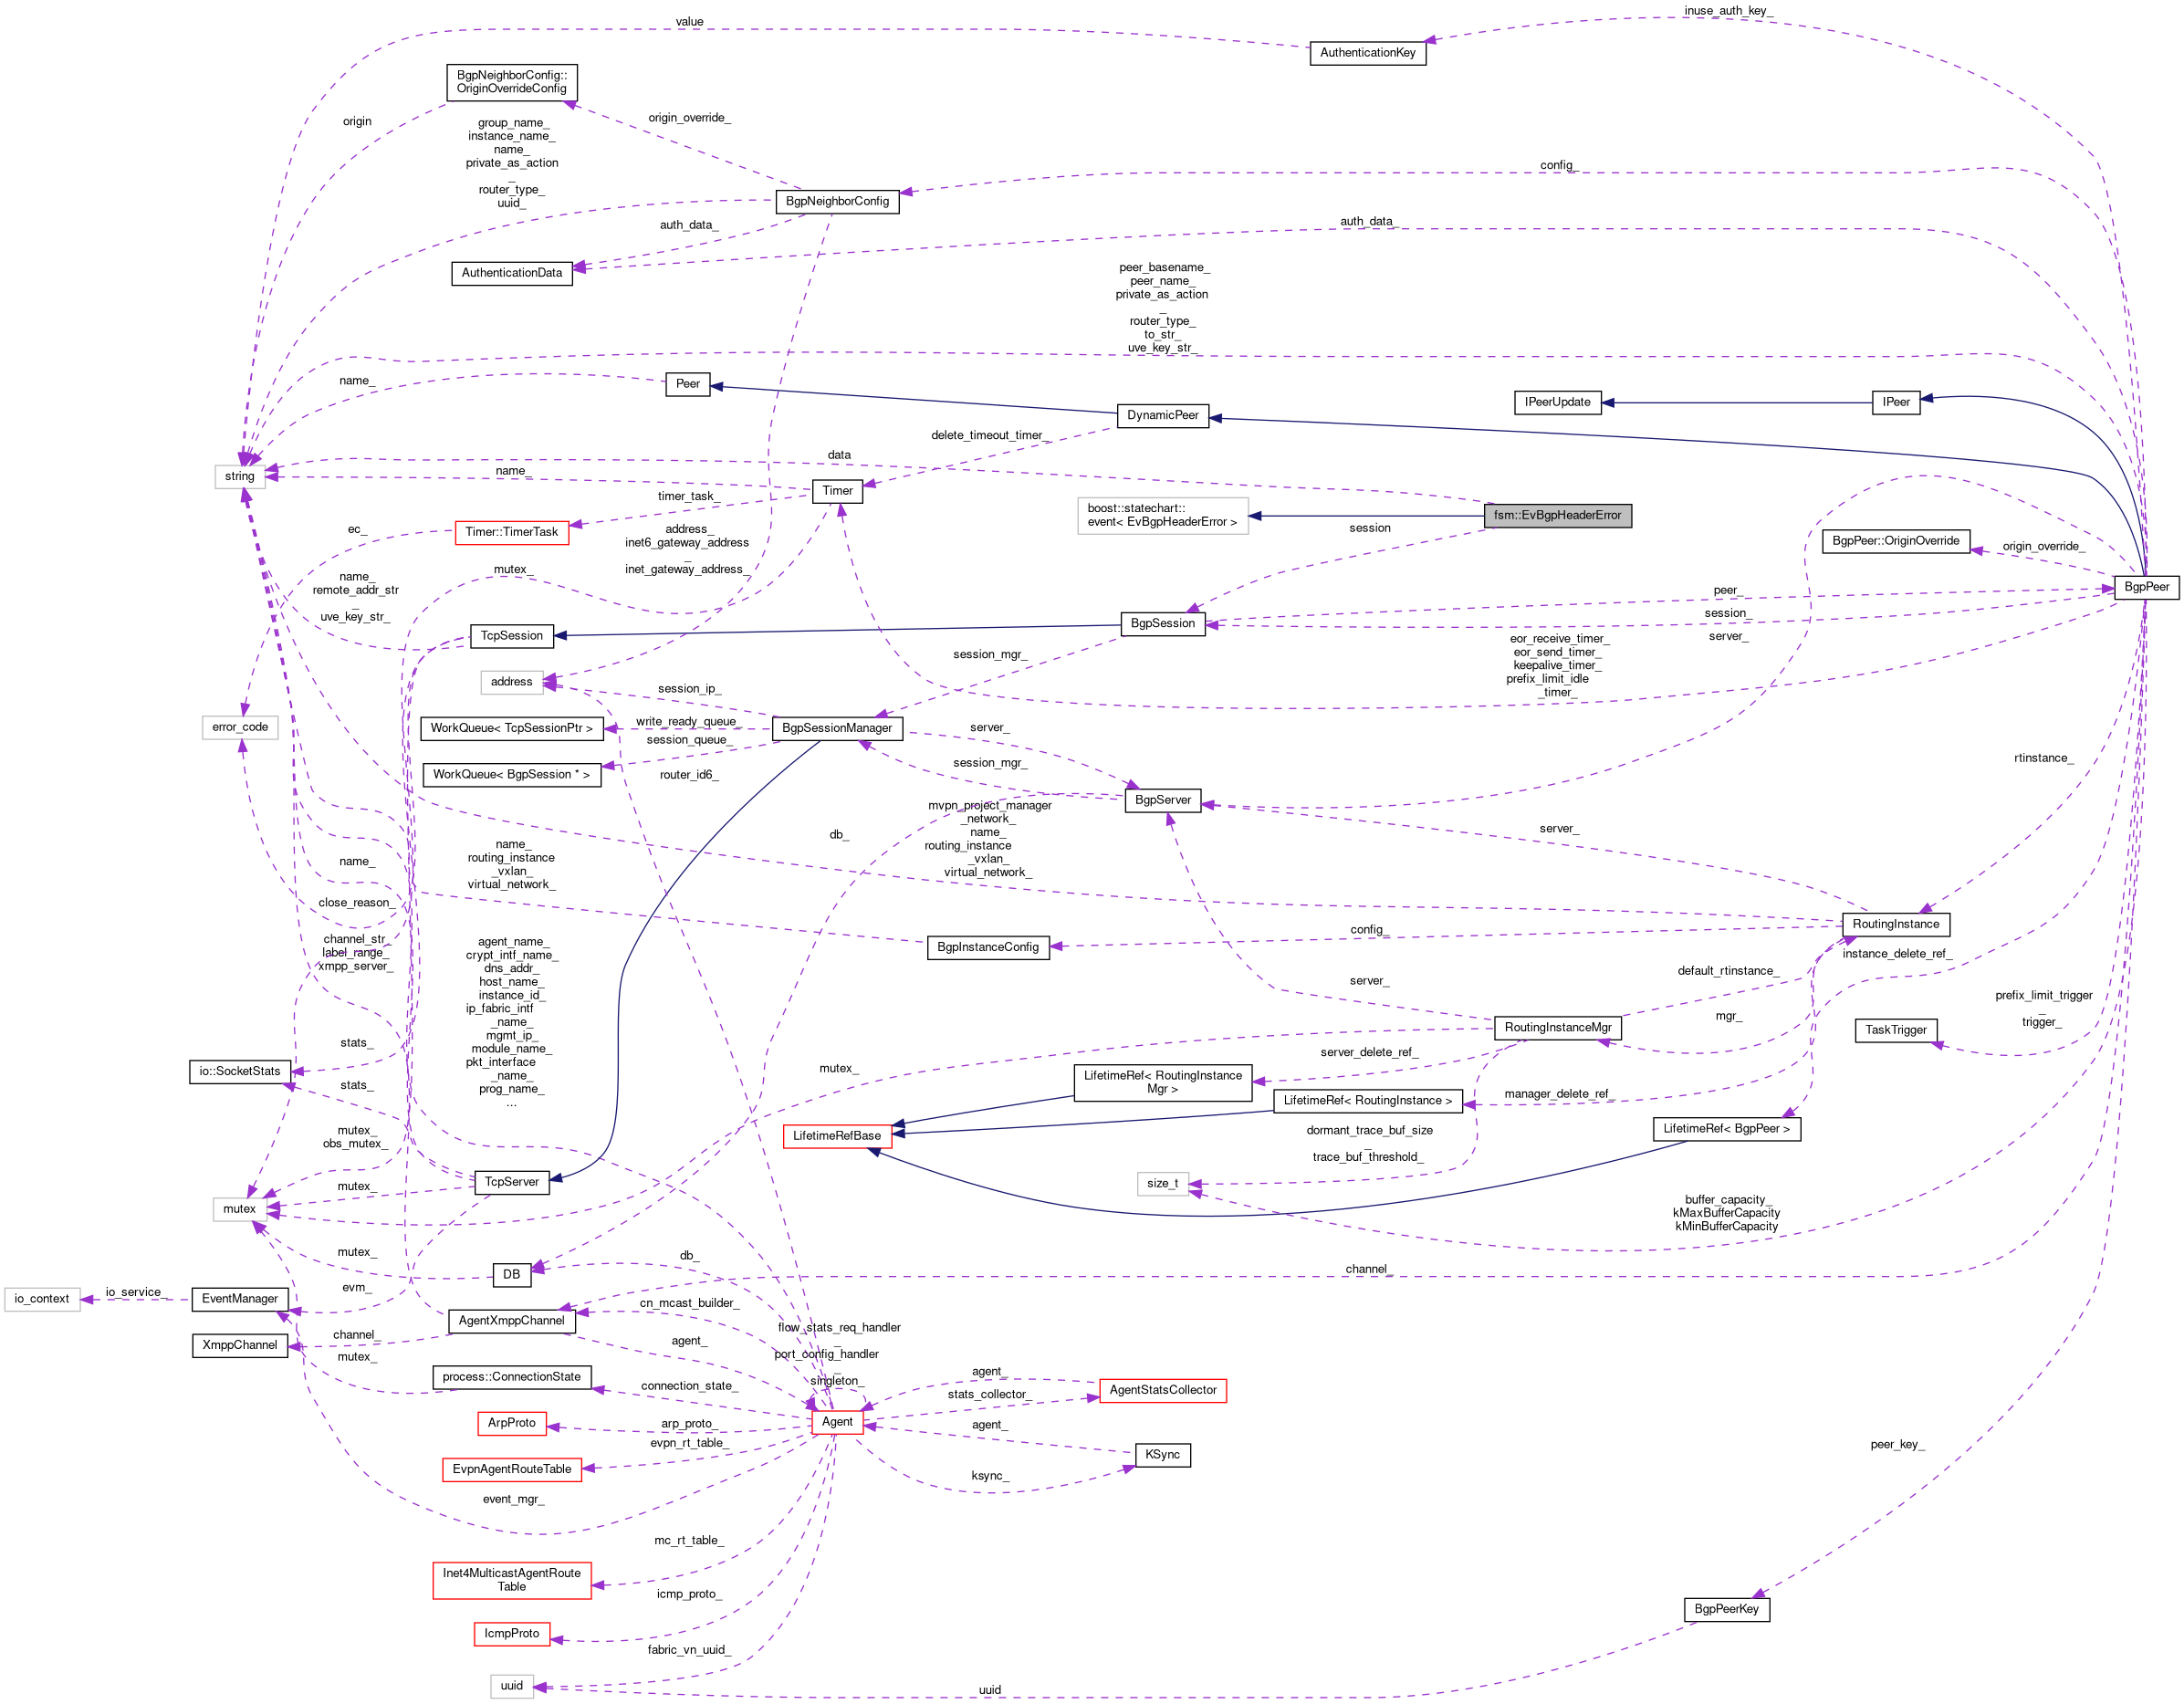 value
inuse_auth_key_
AuthenticationKey
BgpNeighborConfig::
OriginOverrideConfig
origin
origin_override_
group_name_
instance_name_
name_
private_as_action
_
router_type_
uuid_
config_
BgpNeighborConfig
auth_data_
auth_data_
AuthenticationData
peer_basename_
peer_name_
private_as_action
_
router_type_
to_str_
uve_key_str_
name_
Peer
IPeerUpdate
IPeer
DynamicPeer
delete_timeout_timer_
data
string
name_
Timer
timer_task_
boost::statechart::
event< EvBgpHeaderError >
fsm::EvBgpHeaderError
ec_
Timer::TimerTask
address_
inet6_gateway_address
_
inet_gateway_address_
session
BgpPeer::OriginOverride
origin_override_
name_
remote_addr_str
_
uve_key_str_
mutex_
BgpPeer
peer_
session_
TcpSession
BgpSession
server_
eor_receive_timer_
eor_send_timer_
keepalive_timer_
prefix_limit_idle
_timer_
session_mgr_
address
session_ip_
error_code
WorkQueue< TcpSessionPtr >
write_ready_queue_
BgpSessionManager
server_
session_queue_
WorkQueue< BgpSession * >
router_id6_
session_mgr_
rtinstance_
BgpServer
mvpn_project_manager
_network_
name_
routing_instance
_vxlan_
virtual_network_
db_
server_
name_
routing_instance
_vxlan_
virtual_network_
name_
close_reason_
RoutingInstance
config_
BgpInstanceConfig
channel_str_
label_range_
xmpp_server_
agent_name_
crypt_intf_name_
dns_addr_
host_name_
instance_id_
ip_fabric_intf
_name_
mgmt_ip_
module_name_
pkt_interface
_name_
prog_name_
...
instance_delete_ref_
default_rtinstance_
server_
mgr_
RoutingInstanceMgr
prefix_limit_trigger
_
trigger_
TaskTrigger
stats_
io::SocketStats
stats_
mutex_
server_delete_ref_
LifetimeRef< RoutingInstance
Mgr >
LifetimeRef< RoutingInstance >
manager_delete_ref_
LifetimeRefBase
dormant_trace_buf_size
_
trace_buf_threshold_
LifetimeRef< BgpPeer >
mutex_
obs_mutex_
TcpServer
mutex_
mutex
size_t
buffer_capacity_
kMaxBufferCapacity
kMinBufferCapacity
mutex_
DB
db_
channel_
io_context
io_service_
EventManager
evm_
AgentXmppChannel
cn_mcast_builder_
XmppChannel
channel_
mutex_
agent_
flow_stats_req_handler
_
port_config_handler
_
singleton_
process::ConnectionState
connection_state_
agent_
AgentStatsCollector
stats_collector_
ArpProto
arp_proto_
Agent
agent_
KSync
EvpnAgentRouteTable
evpn_rt_table_
ksync_
peer_key_
event_mgr_
mc_rt_table_
Inet4MulticastAgentRoute
Table
icmp_proto_
BgpPeerKey
IcmpProto
fabric_vn_uuid_
uuid
uuid